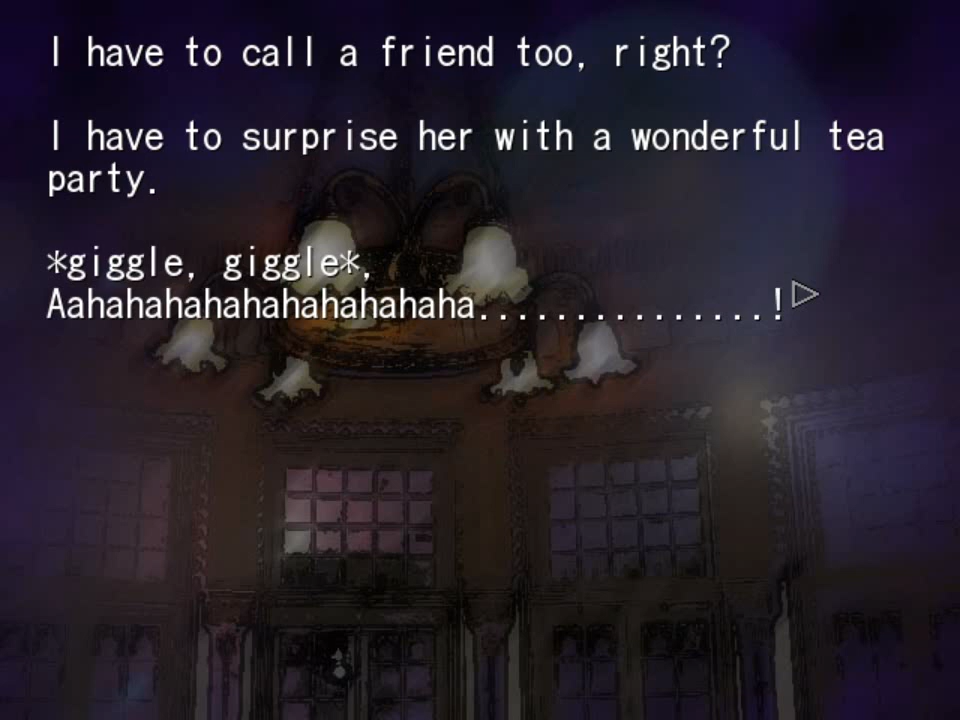 I have to call a friend too, right?
I have to surprise her with a wonderful tea
party.
*giggle, giggle*,
Aahahahahahahahahahaha...............!